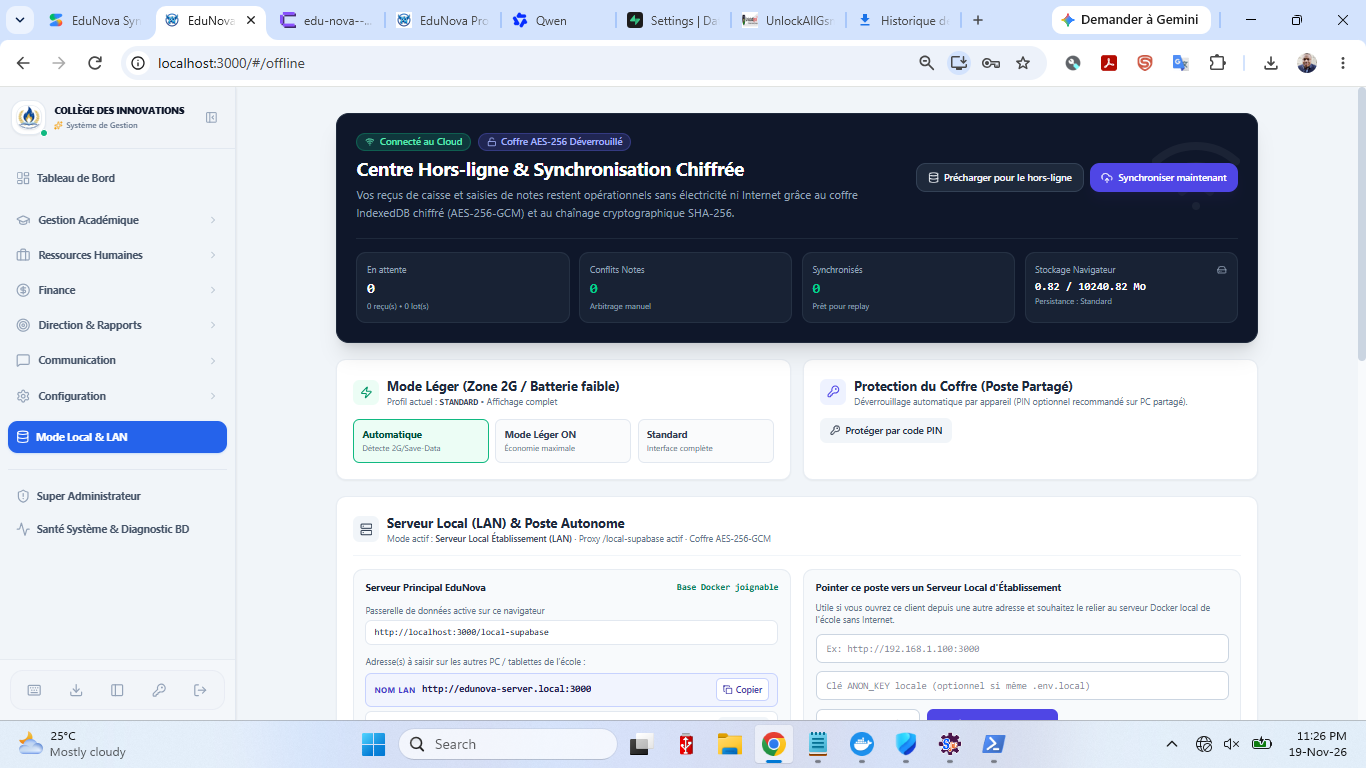 EduNova Syn
EduNova
edu-nova--...
EduNova Pro
Qwen
Settings | Da
UnlockAllGsm
Historique de
Demander à Gemini
localhost:3000/#/offline
COLLÈGE DES INNOVATIONS
Système de Gestion
Tableau de Bord
Gestion Académique
Ressources Humaines
Finance
Direction & Rapports
Communication
Configuration
Mode Local & LAN
Super Administrateur
Santé Système & Diagnostic BD
Connecté au Cloud
Coffre AES-256 Déverrouillé
Centre Hors-ligne & Synchronisation Chiffrée
Vos reçus de caisse et saisies de notes restent opérationnels sans électricité ni Internet grâce au coffre
IndexedDB chiffré (AES-256-GCM) et au chaînage cryptographique SHA-256.
Précharger pour le hors-ligne
Synchroniser maintenant
En attente
0
0 reçu(s) • 0 lot(s)
Conflits Notes
0
Arbitrage manuel
Synchronisés
0
Prêt pour replay
Stockage Navigateur
0.82 / 10240.82 Mo
Persistance : Standard
Mode Léger (Zone 2G / Batterie faible)
Profil actuel : STANDARD • Affichage complet
Automatique
Détecte 2G/Save-Data
Mode Léger ON
Économie maximale
Standard
Interface complète
Protection du Coffre (Poste Partagé)
Déverrouillage automatique par appareil (PIN optionnel recommandé sur PC partagé).
Protéger par code PIN
Serveur Local (LAN) & Poste Autonome
Mode actif : Serveur Local Établissement (LAN) · Proxy /local-supabase actif · Coffre AES-256-GCM
Serveur Principal EduNova
Base Docker joignable
Passerelle de données active sur ce navigateur
http://localhost:3000/local-supabase
Adresse(s) à saisir sur les autres PC / tablettes de l'école :
NOM LAN http://edunova-server.local:3000
Copier
Pointer ce poste vers un Serveur Local d'Établissement
Utile si vous ouvrez ce client depuis une autre adresse et souhaitez le relier au serveur Docker local de
l'école sans Internet.
Ex: http://192.168.1.100:3000
Clé ANON_KEY locale (optionnel si même .env.local)
25°C
Mostly cloudy
Search
11:26 PM
19-Nov-26